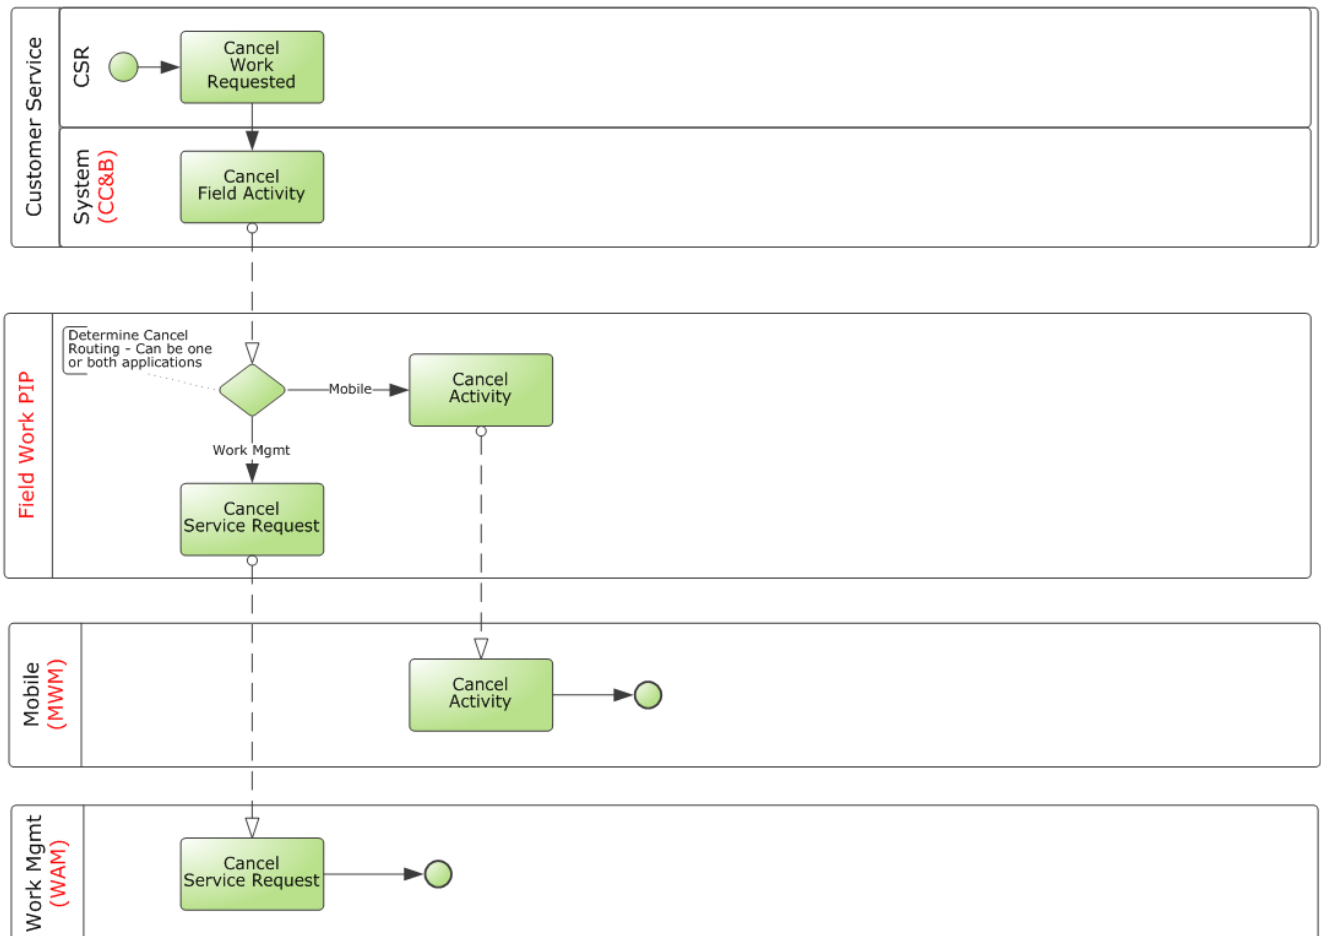 Customer Service
CSR
Cancel
Work
Requested
System
(CC&B)
Cancel
Field Activity
Field Work PIP
Determine Cancel
Routing - Can be one
or both applications
Mobile
Cancel
Activity
Work Mgmt
Cancel
Service Request
Mobile
(MWM)
Cancel
Activity
Work Mgmt
(WAM)
Cancel
Service Request